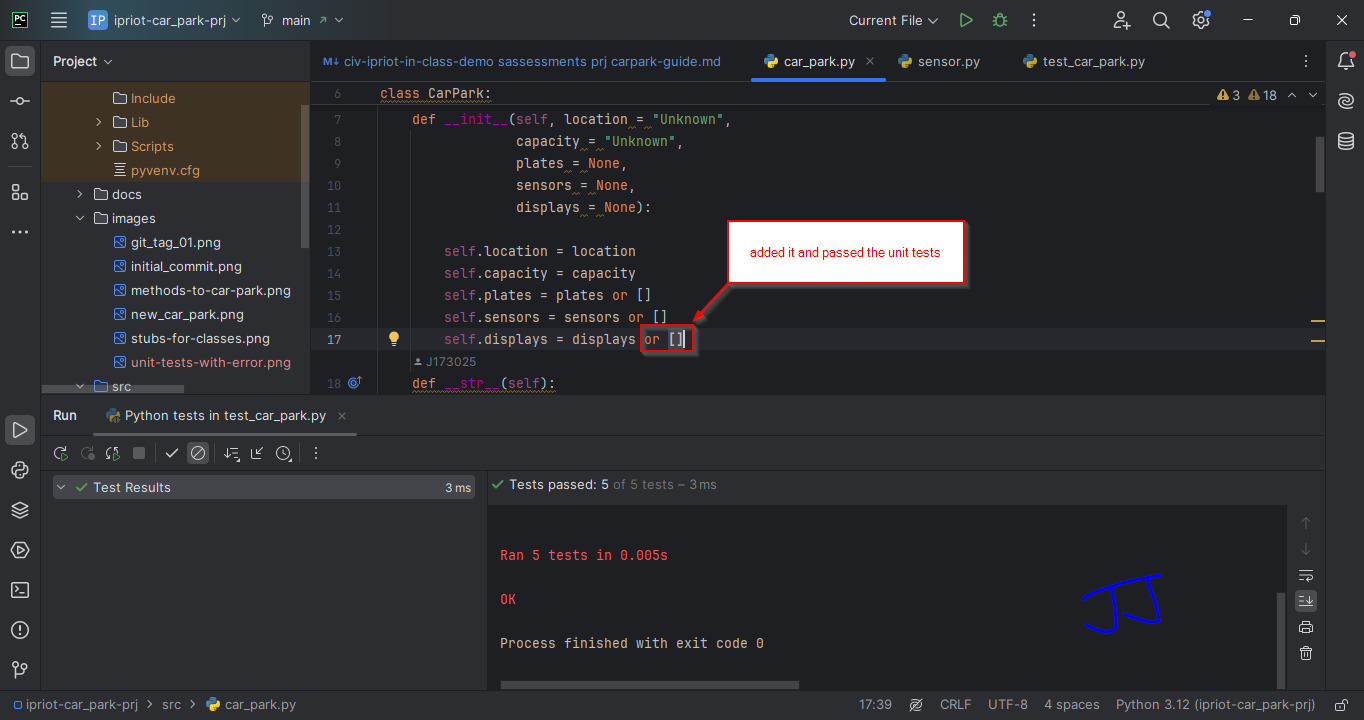 PC
IP ipriot-car_park-prj
main
Current File
Project
Include
Lib
Scripts
pyvenv.cfg
docs
images
git_tag_01.png
initial_commit.png
methods-to-car-park.png
new_car_park.png
stubs-for-classes.png
unit-tests-with-error.png
src
M↓ civ-ipriot-in-class-demo sassessments prj carpark-guide.md
car_park.py
sensor.py
test_car_park.py
3 18
6 class CarPark:
7 def __init__(self, location = "Unknown",
8 capacity = "Unknown",
9 plates = None,
10 sensors = None,
11 displays = None):
12
13 self.location = location
14 self.capacity = capacity
15 self.plates = plates or []
16 self.sensors = sensors or []
17 self.displays = displays or []
J173025
18 def __str__(self):
added it and passed the unit tests
Run
Python tests in test_car_park.py
Test Results 3 ms
Tests passed: 5 of 5 tests – 3 ms
Ran 5 tests in 0.005s
OK
Process finished with exit code 0
JJ
ipriot-car_park-prj > src > car_park.py
17:39 CRLF UTF-8 4 spaces Python 3.12 (ipriot-car_park-prj)